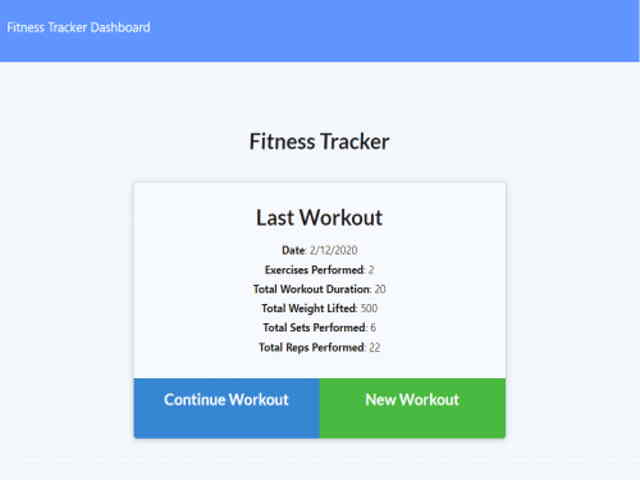 Fitness Tracker Dashboard
Fitness Tracker
Last Workout
Date: 2/12/2020
Exercises Performed: 2
Total Workout Duration: 20
Total Weight Lifted: 500
Total Sets Performed: 6
Total Reps Performed: 22
Continue Workout New Workout